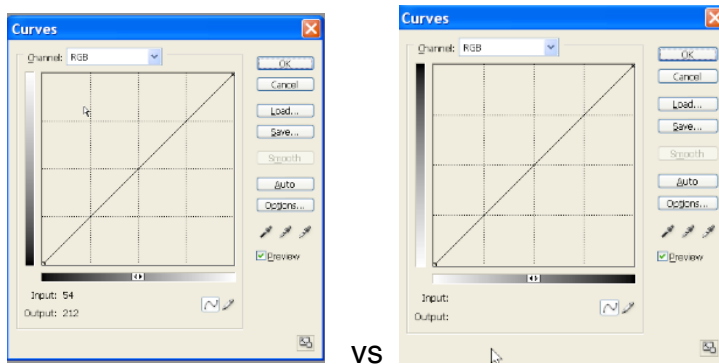 Curves
Channel: RGB
OK
Cancel
Load...
Save...
Smooth
Auto
Options...
Preview
Input: 54
Output: 212
vs
Curves
Channel: RGB
OK
Cancel
Load...
Save...
Smooth
Auto
Options...
Preview
Input:
Output: